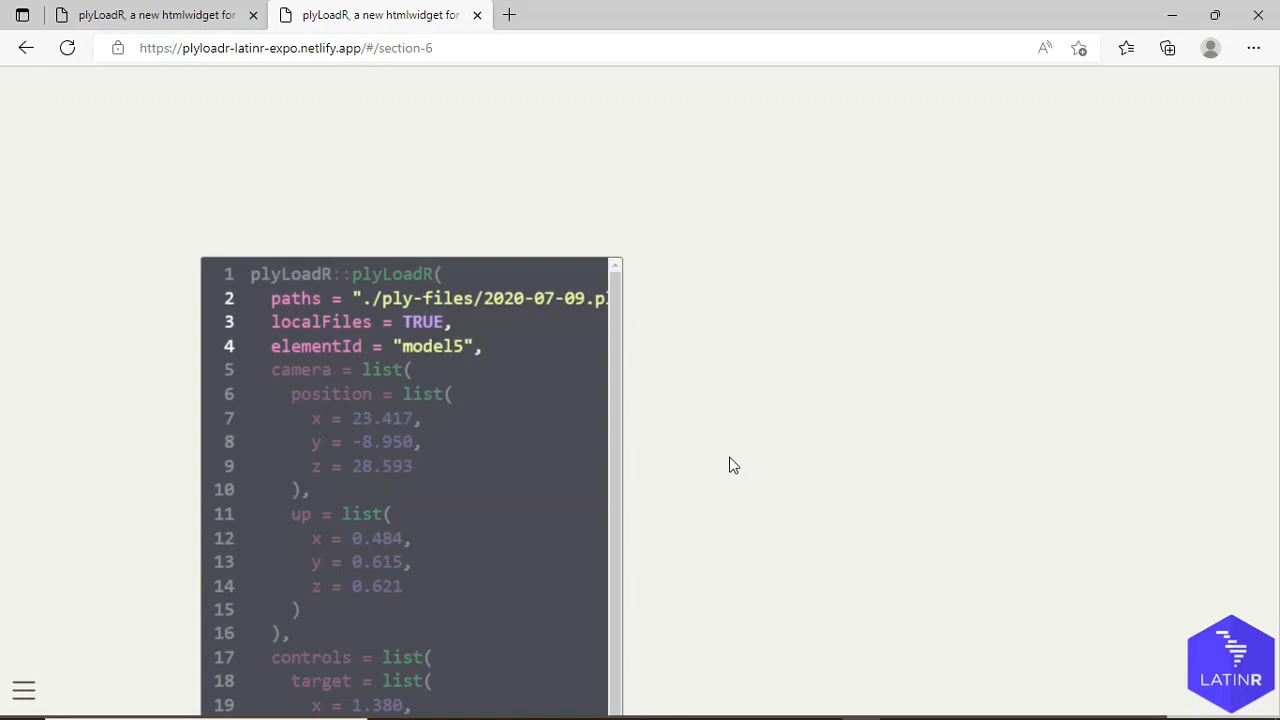 plyLoadR, a new htmlwidget for
plyLoadR, a new htmlwidget for
https://plyloadr-latinr-expo.netlify.app/#/section-6
1 plyLoadR::plyLoadR(
2 paths = "./ply-files/2020-07-09.pl
3 localFiles = TRUE,
4 elementId = "model5",
5 camera = list(
6 position = list(
7 x = 23.417,
8 y = -8.950,
9 z = 28.593
10 ),
11 up = list(
12 x = 0.484,
13 y = 0.615,
14 z = 0.621
15 )
16 ),
17 controls = list(
18 target = list(
19 x = 1.380,
LATINR